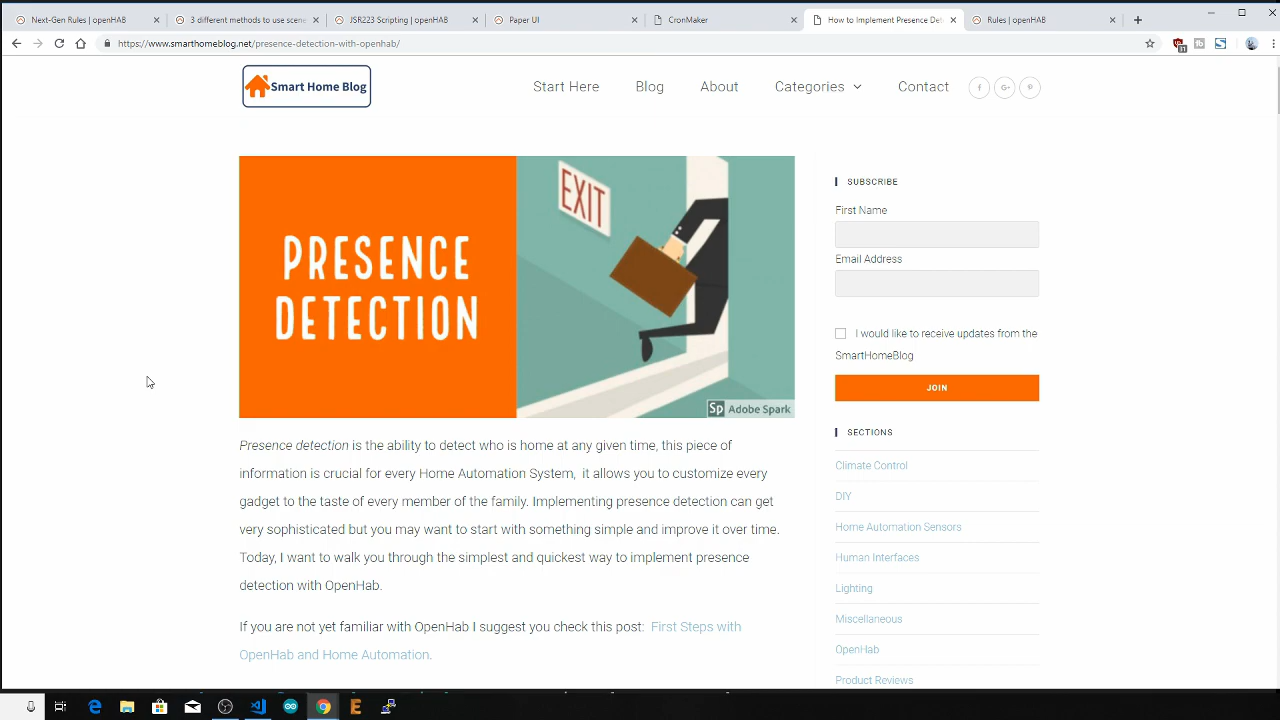 Next-Gen Rules | openHAB
3 different methods to use scene
JSR223 Scripting | openHAB
Paper UI
CronMaker
How to Implement Presence Det
Rules | openHAB
https://www.smarthomeblog.net/presence-detection-with-openhab/
11
Smart Home Blog
Start Here
Blog
About
Categories
Contact
EXIT
PRESENCE
DETECTION
Sp Adobe Spark
SUBSCRIBE
First Name
Email Address
I would like to receive updates from the
SmartHomeBlog
JOIN
SECTIONS
Climate Control
DIY
Home Automation Sensors
Human Interfaces
Lighting
Miscellaneous
OpenHab
Product Reviews
Presence detection is the ability to detect who is home at any given time, this piece of
information is crucial for every Home Automation System, it allows you to customize every
gadget to the taste of every member of the family. Implementing presence detection can get
very sophisticated but you may want to start with something simple and improve it over time.
Today, I want to walk you through the simplest and quickest way to implement presence
detection with OpenHab.
If you are not yet familiar with OpenHab I suggest you check this post: First Steps with
OpenHab and Home Automation.